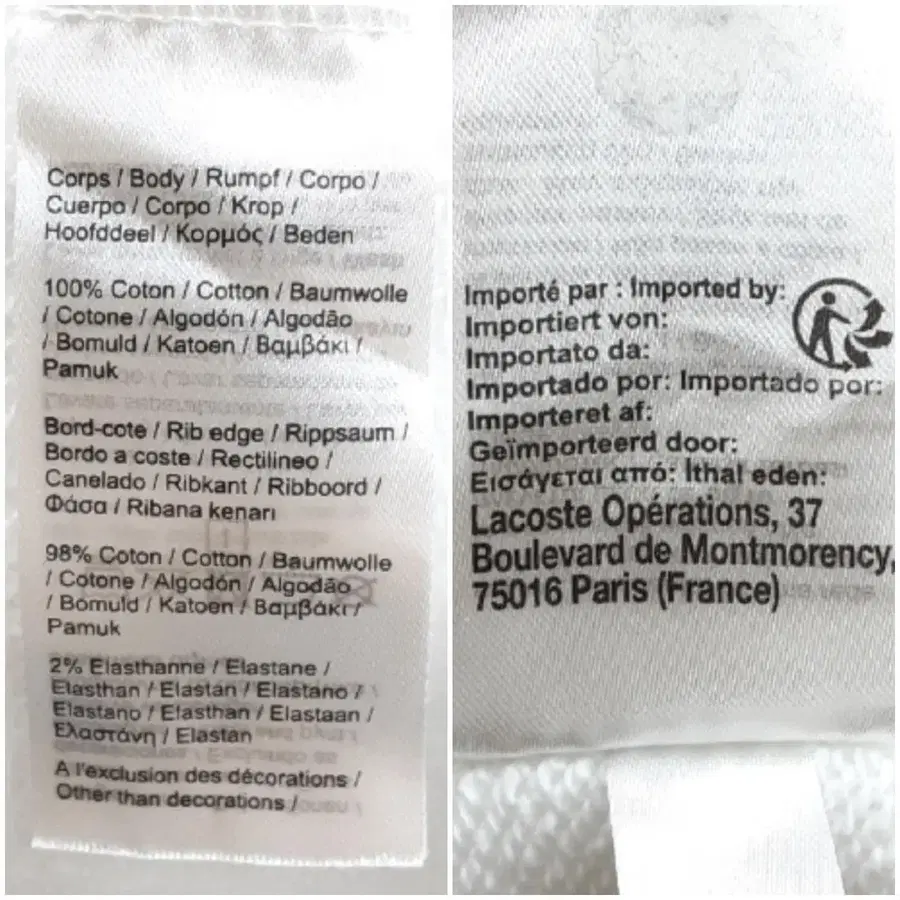 Corps / Body / Rumpf / Corpo /
Cuerpo / Corpo / Krop /
Hoofddeel / Κορμός / Beden
100% Coton / Cotton / Baumwolle
/ Cotone / Algodón / Algodão
/ Bomuld / Katoen / Βαμβάκι /
Pamuk
Bord-cote / Rib edge / Rippsaum /
Bordo a coste / Rectilineo /
Canelado / Ribkant / Ribboord /
Φάσα / Ribana kenarı
98% Coton / Cotton / Baumwolle
/ Cotone / Algodón / Algodão
/ Bomuld / Katoen / Βαμβάκι /
Pamuk
2% Elasthanne / Elastane /
Elasthan / Elastan / Elastano /
Elastano / Elasthan / Elastaan /
Ελαστάνη / Elastan
A l'exclusion des décorations /
Other than decorations /
Importé par : Imported by:
Importiert von:
Importato da:
Importado por: Importado por:
Importeret af:
Geïmporteerd door:
Εισάγεται από: Ithal eden:
Lacoste Opérations, 37
Boulevard de Montmorency,
75016 Paris (France)